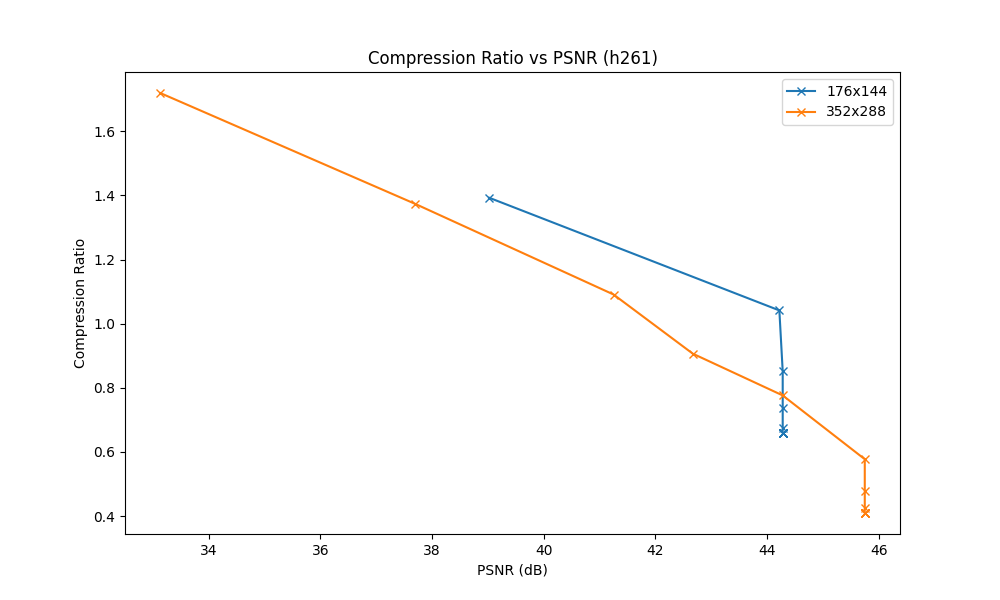 Compression Ratio vs PSNR (h261)
176x144
352x288
Compression Ratio
1.6
1.4
1.2
1.0
0.8
0.6
0.4
34
36
38
40
42
44
46
PSNR (dB)